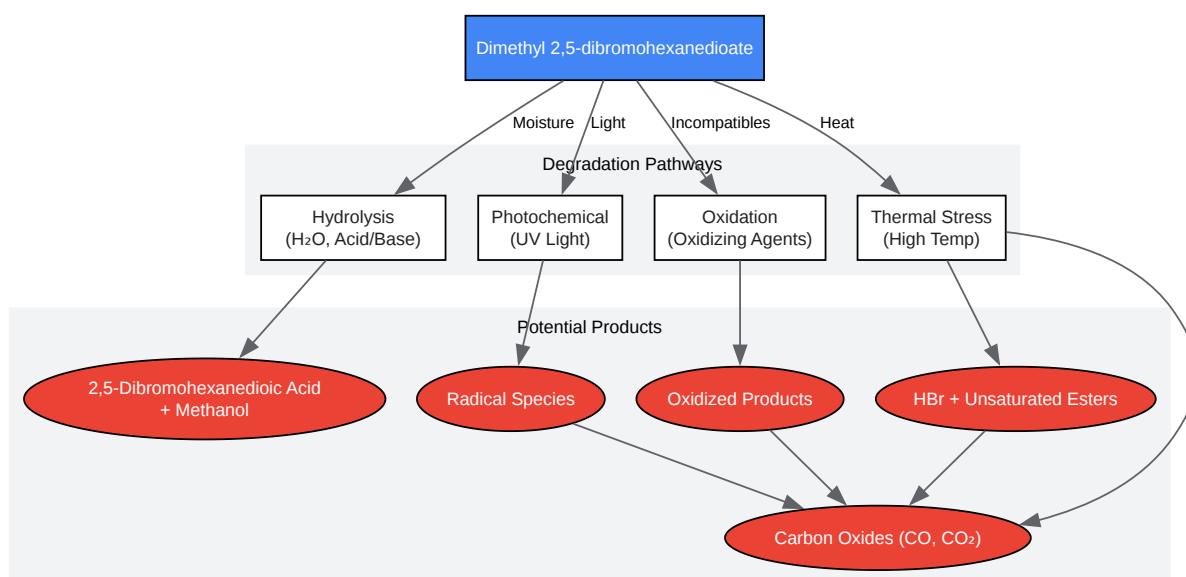 Dimethyl 2,5-dibromohexanedioate
Moisture
Light
Incompatibles
Heat
Degradation Pathways
Hydrolysis
(H₂O, Acid/Base)
Photochemical
(UV Light)
Oxidation
(Oxidizing Agents)
Thermal Stress
(High Temp)
Potential Products
2,5-Dibromohexanedioic Acid
+ Methanol
Radical Species
Oxidized Products
HBr + Unsaturated Esters
Carbon Oxides (CO, CO₂)